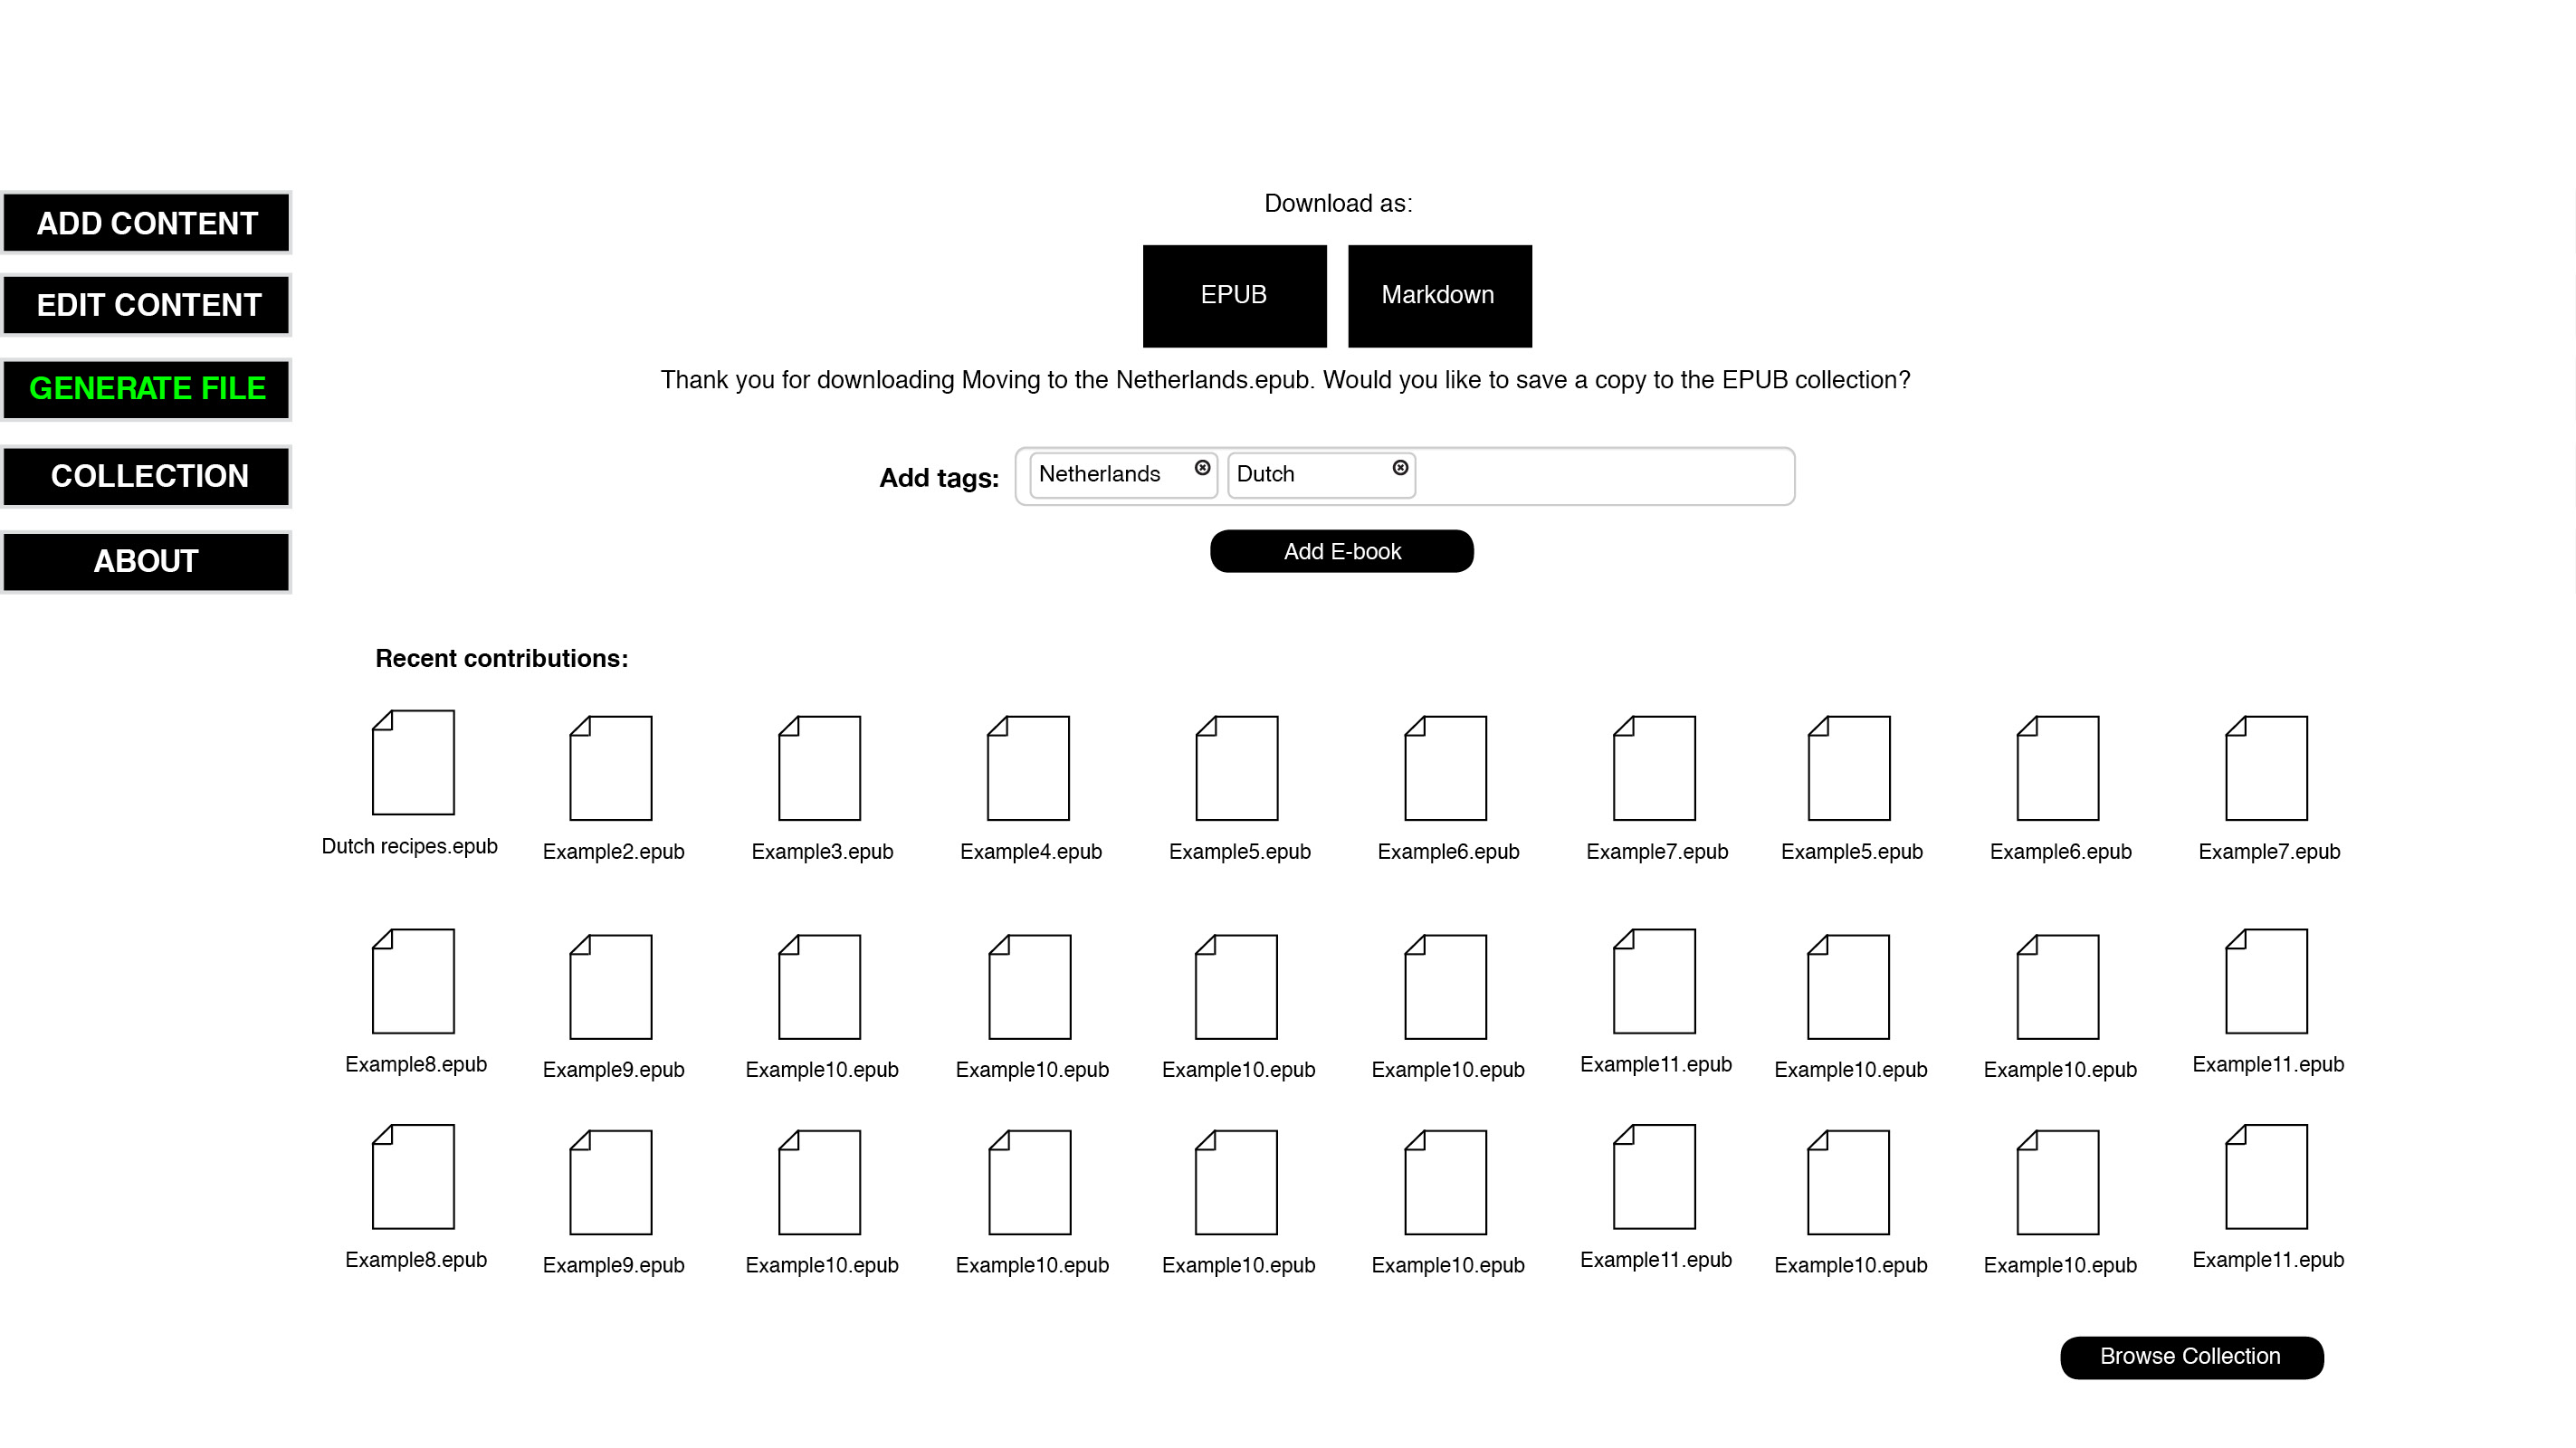 ADD CONTENT
EDIT CONTENT
GENERATE FILE
COLLECTION
ABOUT
Download as:
EPUB Markdown
Thank you for downloading Moving to the Netherlands.epub. Would you like to save a copy to the EPUB collection?
Add tags: Netherlands Dutch
Add E-book
Recent contributions:
Dutch recipes.epub Example2.epub Example3.epub Example4.epub Example5.epub Example6.epub Example7.epub Example5.epub Example6.epub Example7.epub
Example8.epub Example9.epub Example10.epub Example10.epub Example10.epub Example10.epub Example11.epub Example10.epub Example10.epub Example11.epub
Example8.epub Example9.epub Example10.epub Example10.epub Example10.epub Example10.epub Example11.epub Example10.epub Example10.epub Example11.epub
Browse Collection